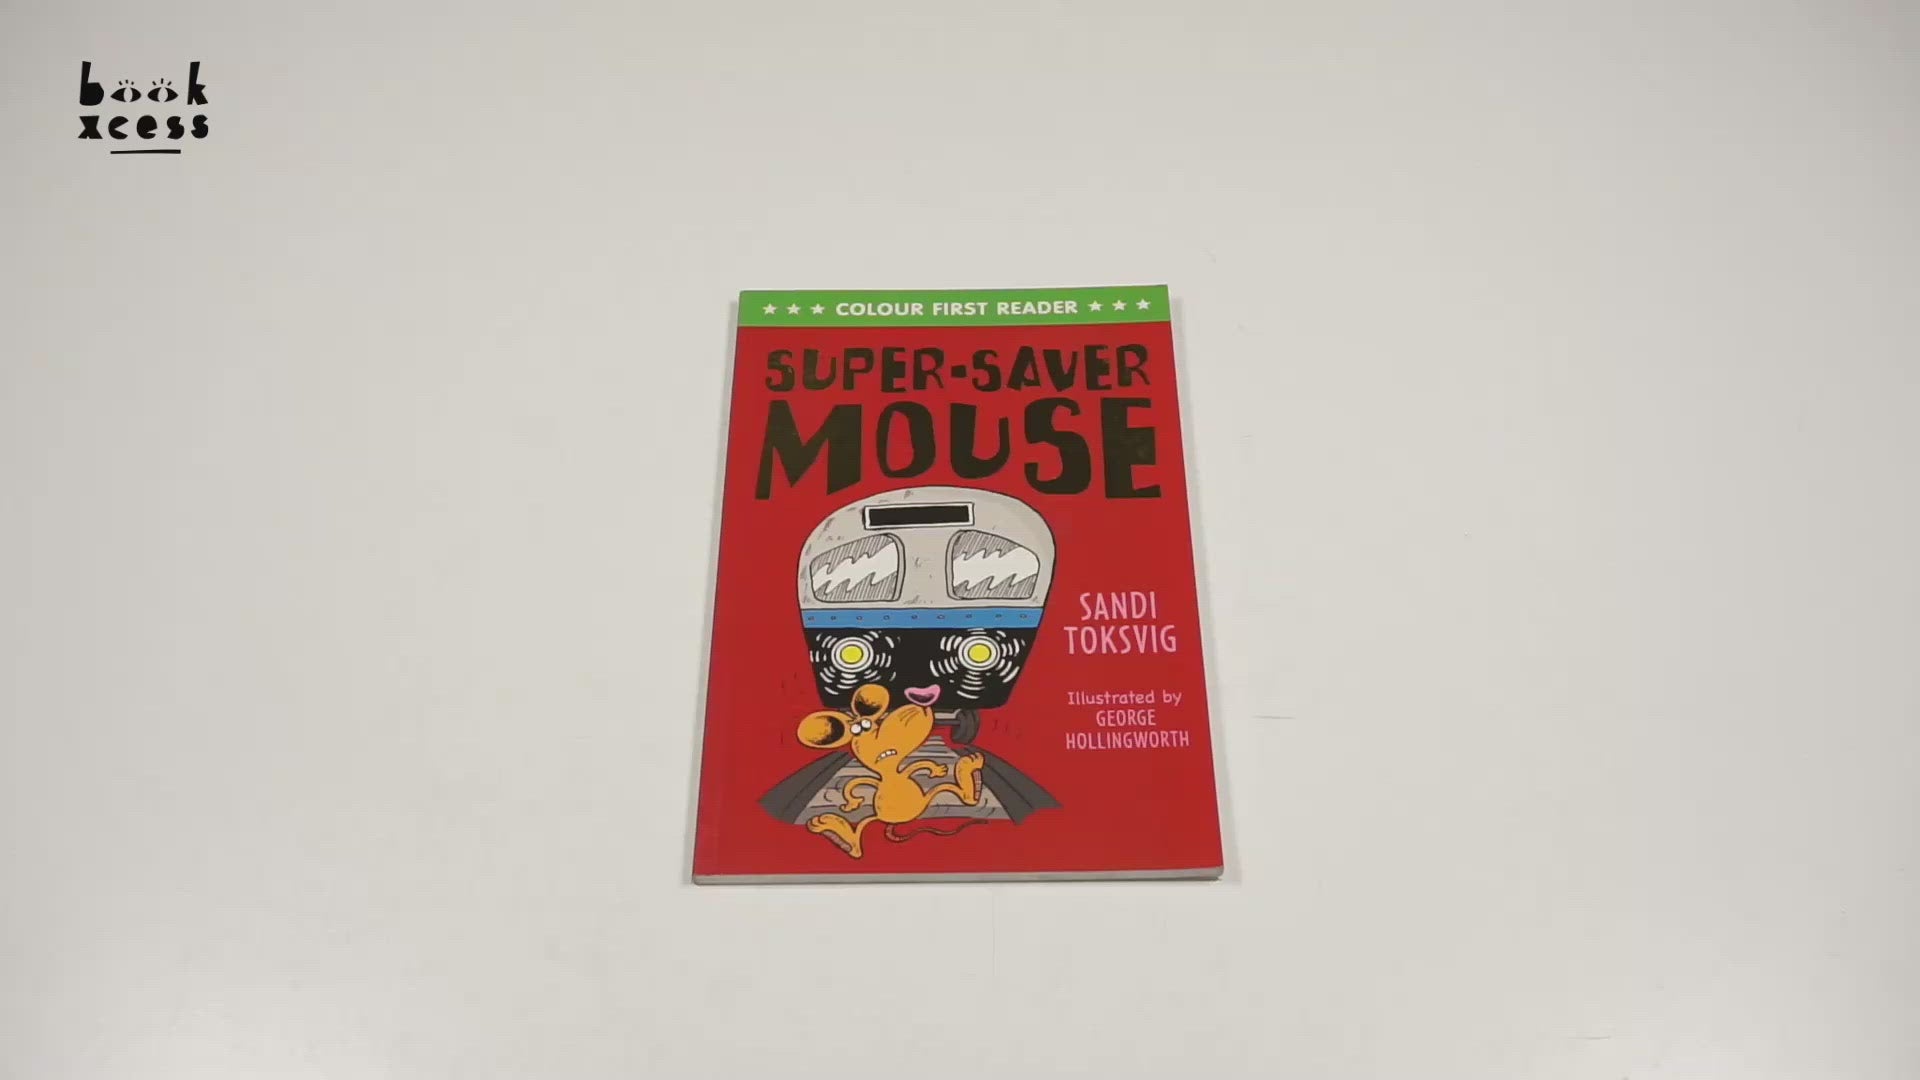 book
xcess
COLOUR FIRST READER
SUPER-SAVER
MOUSE
SANDI
TOKSVIG
Illustrated by
GEORGE
HOLLINGWORTH